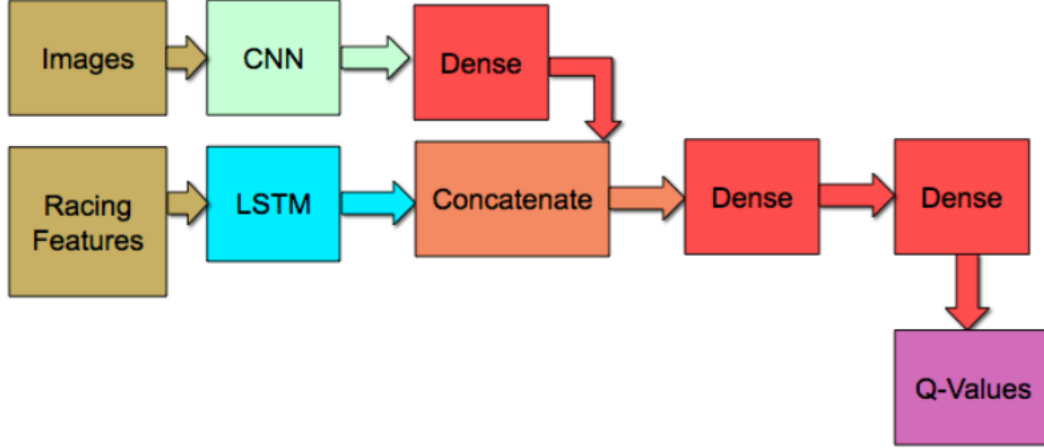 Images
CNN
Dense
Racing
Features
LSTM
Concatenate
Dense
Dense
Q-Values